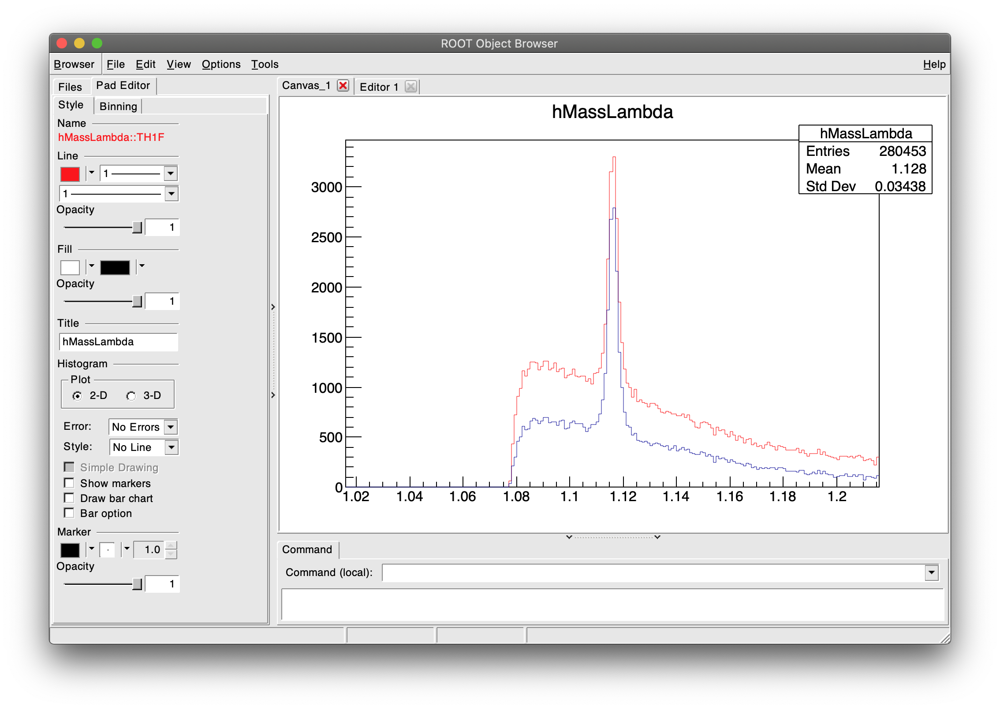 ROOT Object Browser
Browser File Edit View Options Tools Help
Files Pad Editor
Style Binning
Name
hMassLambda::TH1F
Line
1
1
Opacity
1
Fill
Opacity
1
Title
hMassLambda
Histogram
Plot
2-D 3-D
Error: No Errors
Style: No Line
Simple Drawing
Show markers
Draw bar chart
Bar option
Marker
1.0
Opacity
1
Canvas_1 Editor 1
hMassLambda
hMassLambda
Entries 280453
Mean 1.128
Std Dev 0.03438
3000
2500
2000
1500
1000
500
0
1.02 1.04 1.06 1.08 1.1 1.12 1.14 1.16 1.18 1.2
Command
Command (local):